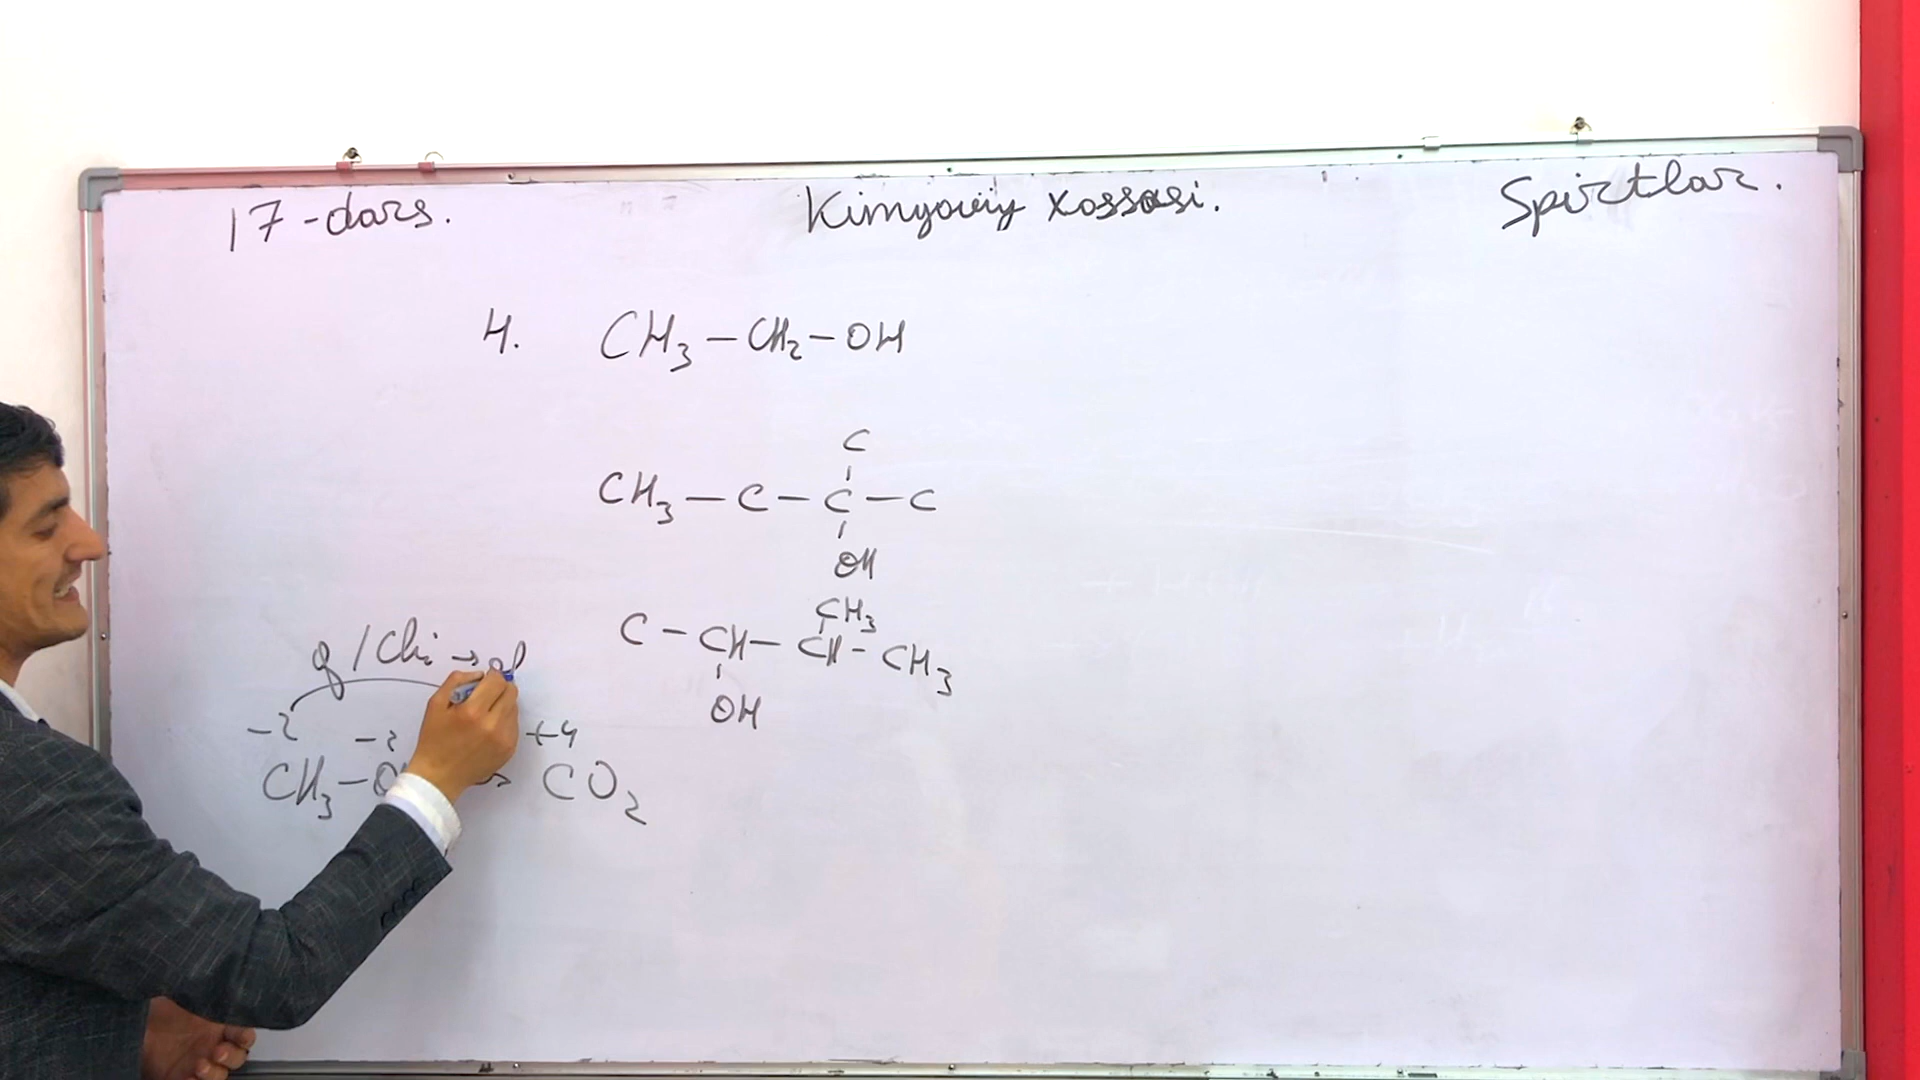 17-dars. Kimyoviy xossasi. Spirtlar.
4. CH3 - CH2 - OH
C
CH3 - C - C - C
OH
CH3
C - CH - CH - CH3
OH
-2 -2 +4
CH3 - O → CO2